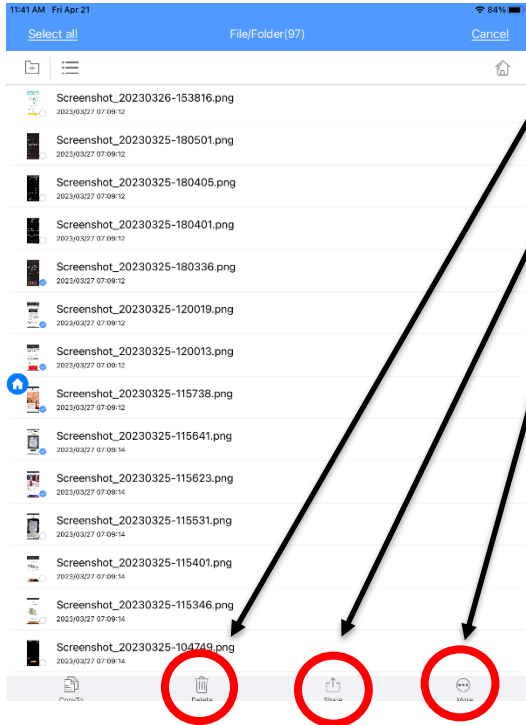 11:41 AM Fri Apr 21
84%
Select all
File/Folder(97)
Cancel
Screenshot_20230326-153816.png
2023/03/27 07:09:12
Screenshot_20230325-180501.png
2023/03/27 07:09:12
Screenshot_20230325-180405.png
2023/03/27 07:09:12
Screenshot_20230325-180401.png
2023/03/27 07:09:12
Screenshot_20230325-180336.png
2023/03/27 07:09:12
Screenshot_20230325-120019.png
2023/03/27 07:09:12
Screenshot_20230325-120013.png
2023/03/27 07:09:12
Screenshot_20230325-115738.png
2023/03/27 07:09:12
Screenshot_20230325-115641.png
2023/03/27 07:09:14
Screenshot_20230325-115623.png
2023/03/27 07:09:14
Screenshot_20230325-115531.png
2023/03/27 07:09:14
Screenshot_20230325-115401.png
2023/03/27 07:09:14
Screenshot_20230325-115346.png
2023/03/27 07:09:14
Screenshot_20230325-104749.png
2023/03/27 07:09:14
CopyTo
Delete
Share
More